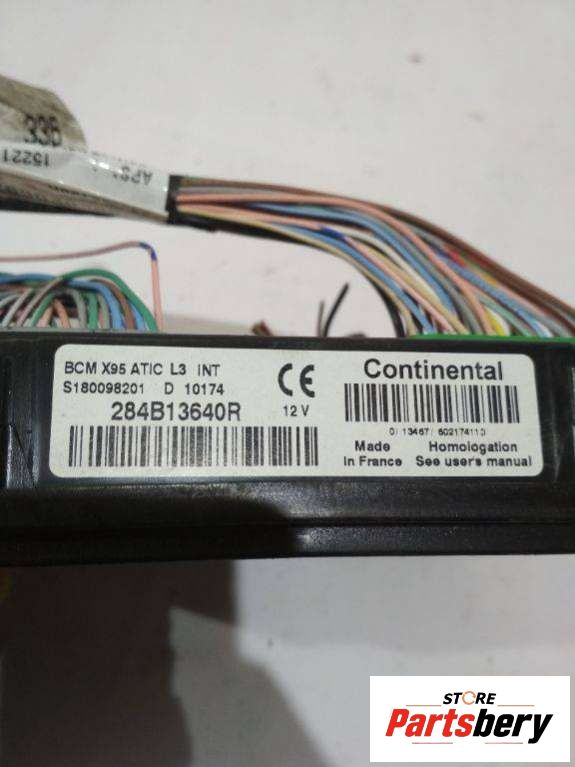 336
15221
BCM X95 ATIC L3 INT
S180098201 D 10174
284B13640R
12 V
CE
Continental
Made
in France
Homologation
See user's manual
STORE
Partsbery